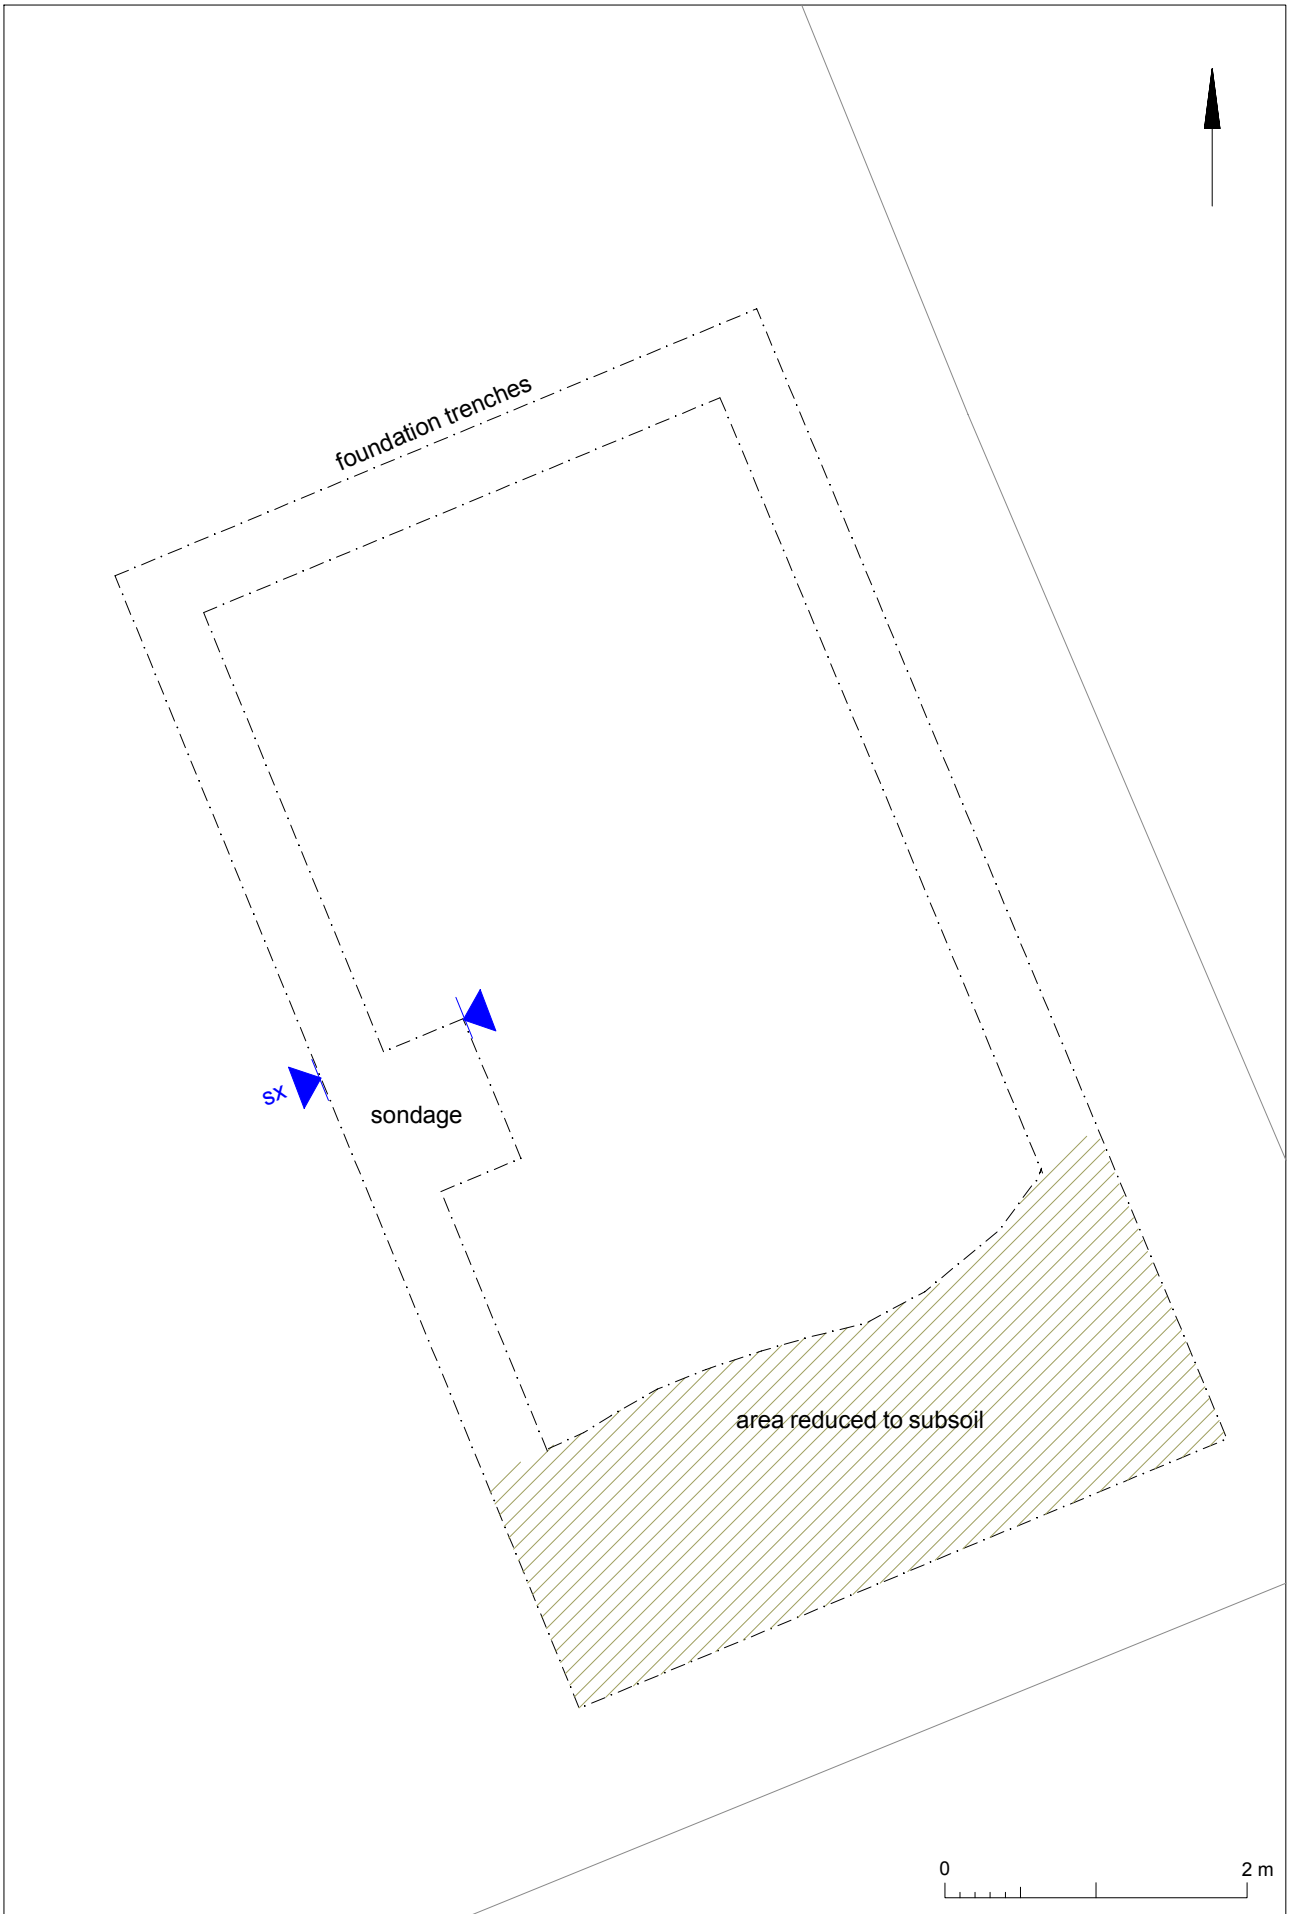 foundation trenches
sx
sondage
area reduced to subsoil
0 2 m